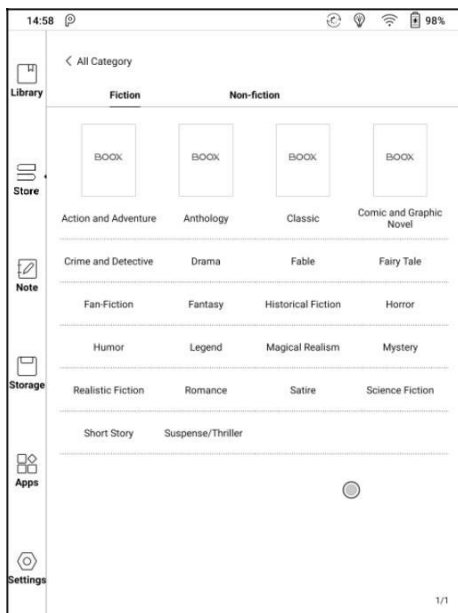 14:58 98%
All Category
Library
Fiction Non-fiction
BOOX BOOX BOOX BOOX
Store
Action and Adventure Anthology Classic Comic and Graphic Novel
Crime and Detective Drama Fable Fairy Tale
Note
Fan-Fiction Fantasy Historical Fiction Horror
Humor Legend Magical Realism Mystery
Storage
Realistic Fiction Romance Satire Science Fiction
Short Story Suspense/Thriller
Apps
Settings
1/1